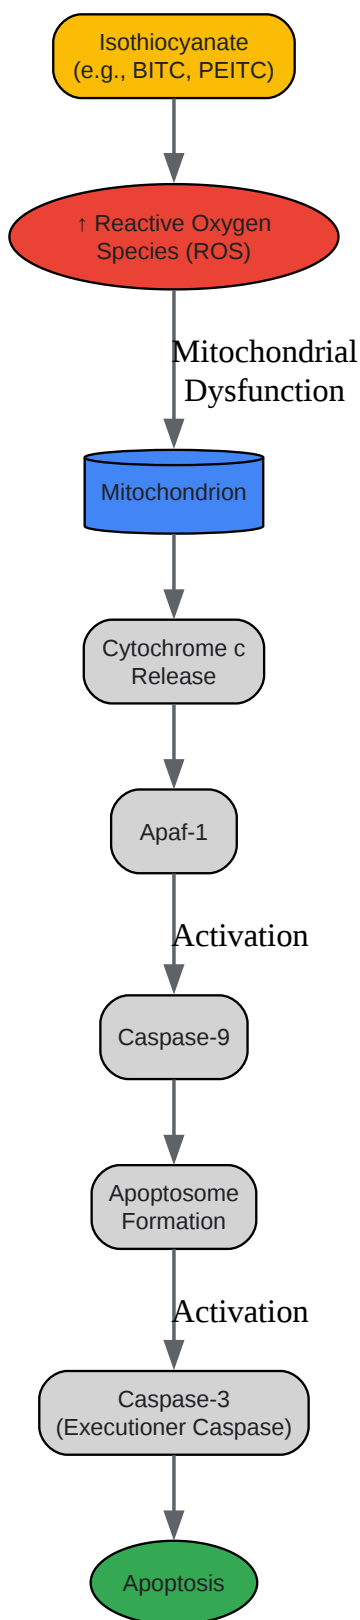 Isothiocyanate
(e.g., BITC, PEITC)
↑ Reactive Oxygen
Species (ROS)
Mitochondrial
Dysfunction
Mitochondrion
Cytochrome c
Release
Apaf-1
Activation
Caspase-9
Apoptosome
Formation
Activation
Caspase-3
(Executioner Caspase)
Apoptosis